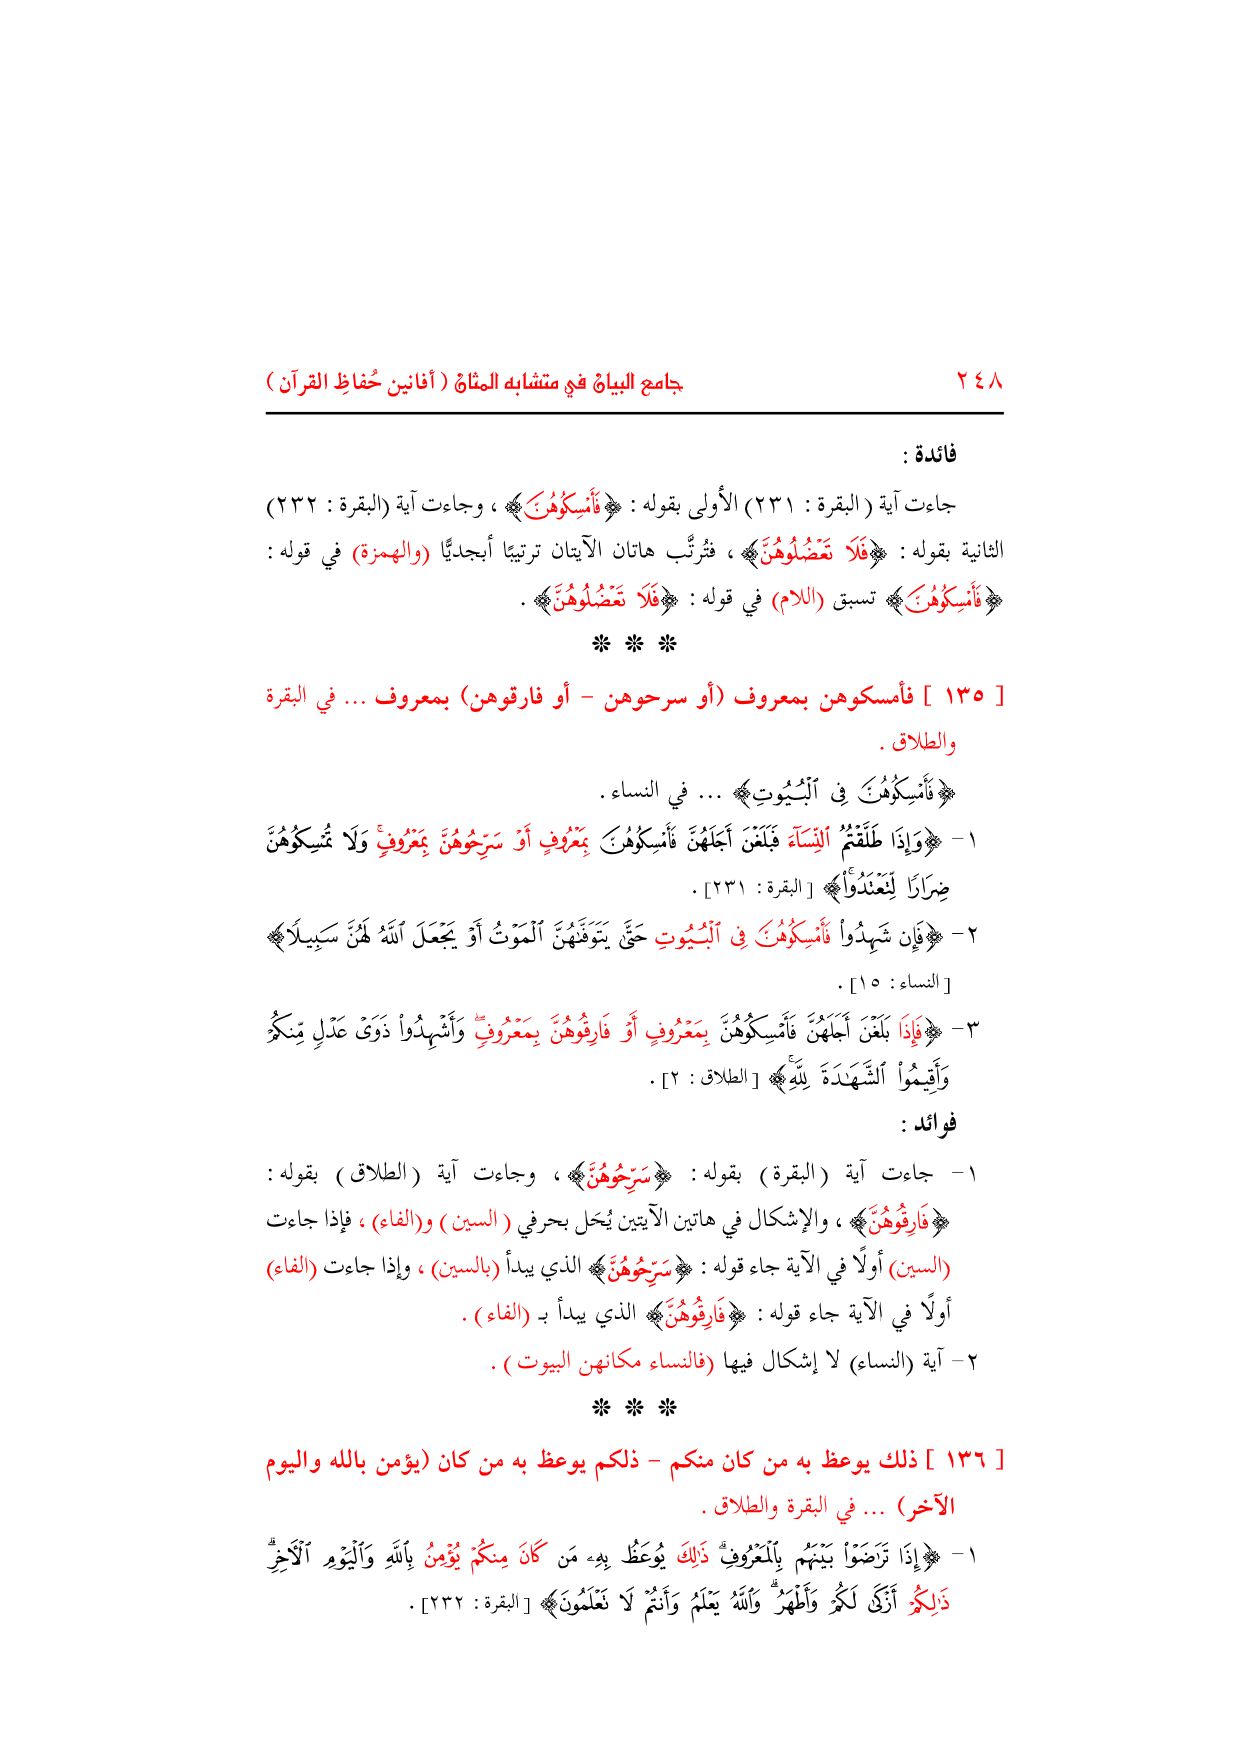 ٢٤٨ جامع البيان في متشابه المثان ( أفانين حُفاظِ القرآن )
فائدة :
جاءت آية ( البقرة : ٢٣١) الأولى بقوله : ﴿فَأَمْسِكُوهُنَّ﴾ ، وجاءت آية (البقرة : ٢٣٢)
الثانية بقوله : ﴿فَلَا تَعْضُلُوهُنَّ﴾ ، فتُرتَّب هاتان الآيتان ترتيبًا أبجديًّا (والهمزة) في قوله :
﴿فَأَمْسِكُوهُنَّ﴾ تسبق (اللام) في قوله : ﴿فَلَا تَعْضُلُوهُنَّ﴾ .
❊ ❊ ❊
[ ١٣٥ ] فأمسكوهن بمعروف (أو سرحوهن - أو فارقوهن) بمعروف ... في البقرة
والطلاق .
﴿فَأَمْسِكُوهُنَّ فِى ٱلْبُيُوتِ﴾ ... في النساء .
١- ﴿وَإِذَا طَلَّقْتُمُ ٱلنِّسَآءَ فَبَلَغْنَ أَجَلَهُنَّ فَأَمْسِكُوهُنَّ بِمَعْرُوفٍ أَوْ سَرِّحُوهُنَّ بِمَعْرُوفٍ ۚ وَلَا تُمْسِكُوهُنَّ
ضِرَارًا لِّتَعْتَدُوا۟ ۚ﴾ [ البقرة : ٢٣١] .
٢- ﴿فَإِن شَهِدُوا۟ فَأَمْسِكُوهُنَّ فِى ٱلْبُيُوتِ حَتَّىٰ يَتَوَفَّىٰهُنَّ ٱلْمَوْتُ أَوْ يَجْعَلَ ٱللَّهُ لَهُنَّ سَبِيلًا﴾
[ النساء : ١٥] .
٣- ﴿فَإِذَا بَلَغْنَ أَجَلَهُنَّ فَأَمْسِكُوهُنَّ بِمَعْرُوفٍ أَوْ فَارِقُوهُنَّ بِمَعْرُوفٍ ۖ وَأَشْهِدُوا۟ ذَوَىْ عَدْلٍ مِّنكُمْ
وَأَقِيمُوا۟ ٱلشَّهَٰدَةَ لِلَّهِ ۚ﴾ [ الطلاق : ٢] .
فوائد :
١- جاءت آية (البقرة) بقوله : ﴿سَرِّحُوهُنَّ﴾ ، وجاءت آية (الطلاق) بقوله :
﴿فَارِقُوهُنَّ﴾ ، والإشكال في هاتين الآيتين يُحَل بحرفي ( السين ) و(الفاء) ، فإذا جاءت
(السين) أولًا في الآية جاء قوله : ﴿سَرِّحُوهُنَّ﴾ الذي يبدأ (بالسين) ، وإذا جاءت (الفاء)
أولًا في الآية جاء قوله : ﴿فَارِقُوهُنَّ﴾ الذي يبدأ بـ (الفاء ) .
٢- آية (النساء) لا إشكال فيها (فالنساء مكانهن البيوت ) .
❊ ❊ ❊
[ ١٣٦ ] ذلك يوعظ به من كان منكم - ذلكم يوعظ به من كان (يؤمن بالله واليوم
الآخر) ... في البقرة والطلاق .
١- ﴿إِذَا تَرَٰضَوْا۟ بَيْنَهُم بِٱلْمَعْرُوفِ ۗ ذَٰلِكَ يُوعَظُ بِهِۦ مَن كَانَ مِنكُمْ يُؤْمِنُ بِٱللَّهِ وَٱلْيَوْمِ ٱلْءَاخِرِ ۗ
ذَٰلِكُمْ أَزْكَىٰ لَكُمْ وَأَطْهَرُ ۗ وَٱللَّهُ يَعْلَمُ وَأَنتُمْ لَا تَعْلَمُونَ﴾ [ البقرة : ٢٣٢] .